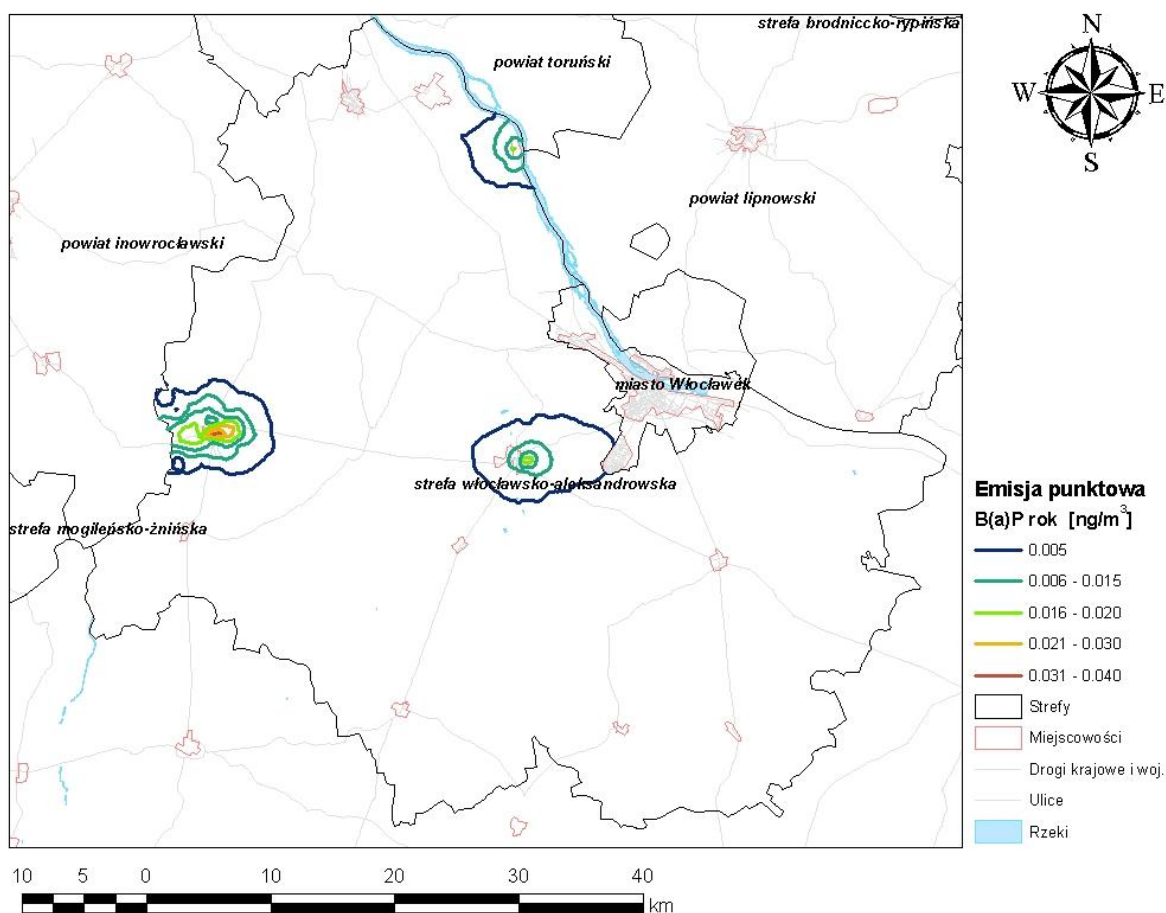 strefa brodniccko-rypińska
powiat toruński
powiat lipnowski
powiat inowrocławski
miasto Włocławek
strefa włocławsko-aleksandrowska
strefa mogileńsko-żnińska
N
W
E
S
Emisja punktowa
B(a)P rok [ng/m³]
0.005
0.006 - 0.015
0.016 - 0.020
0.021 - 0.030
0.031 - 0.040
Strefy
Miejscowości
Drogi krajowe i woj.
Ulice
Rzeki
10 5 0 10 20 30 40
km